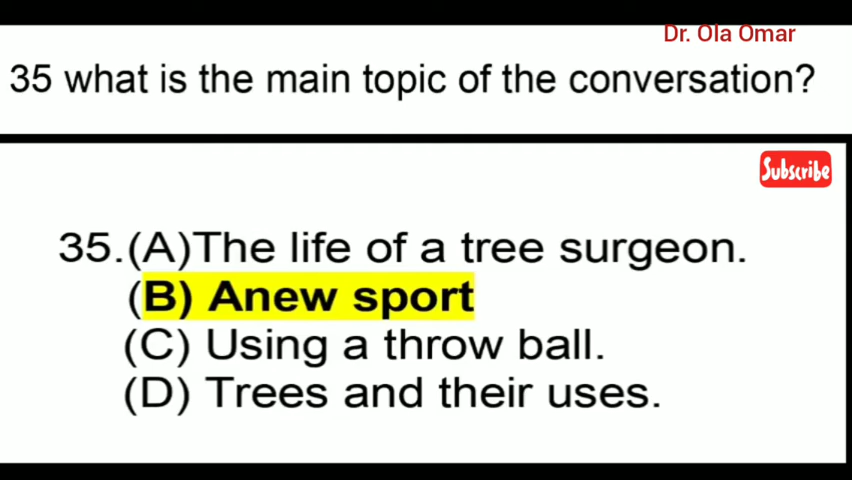 Dr. Ola Omar
35 what is the main topic of the conversation?
Subscribe
35.(A)The life of a tree surgeon.
(B) Anew sport
(C) Using a throw ball.
(D) Trees and their uses.